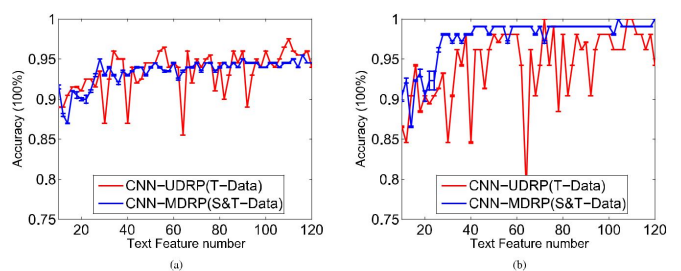 1
0.95
0.9
0.85
0.8
0.75
Accuracy (100%)
CNN−UDRP(T−Data)
CNN−MDRP(S&T−Data)
20 40 60 80 100 120
Text Feature number
(a)
1
0.95
0.9
0.85
0.8
0.75
Accuracy (100%)
CNN−UDRP(T−Data)
CNN−MDRP(S&T−Data)
20 40 60 80 100 120
Text Feature number
(b)